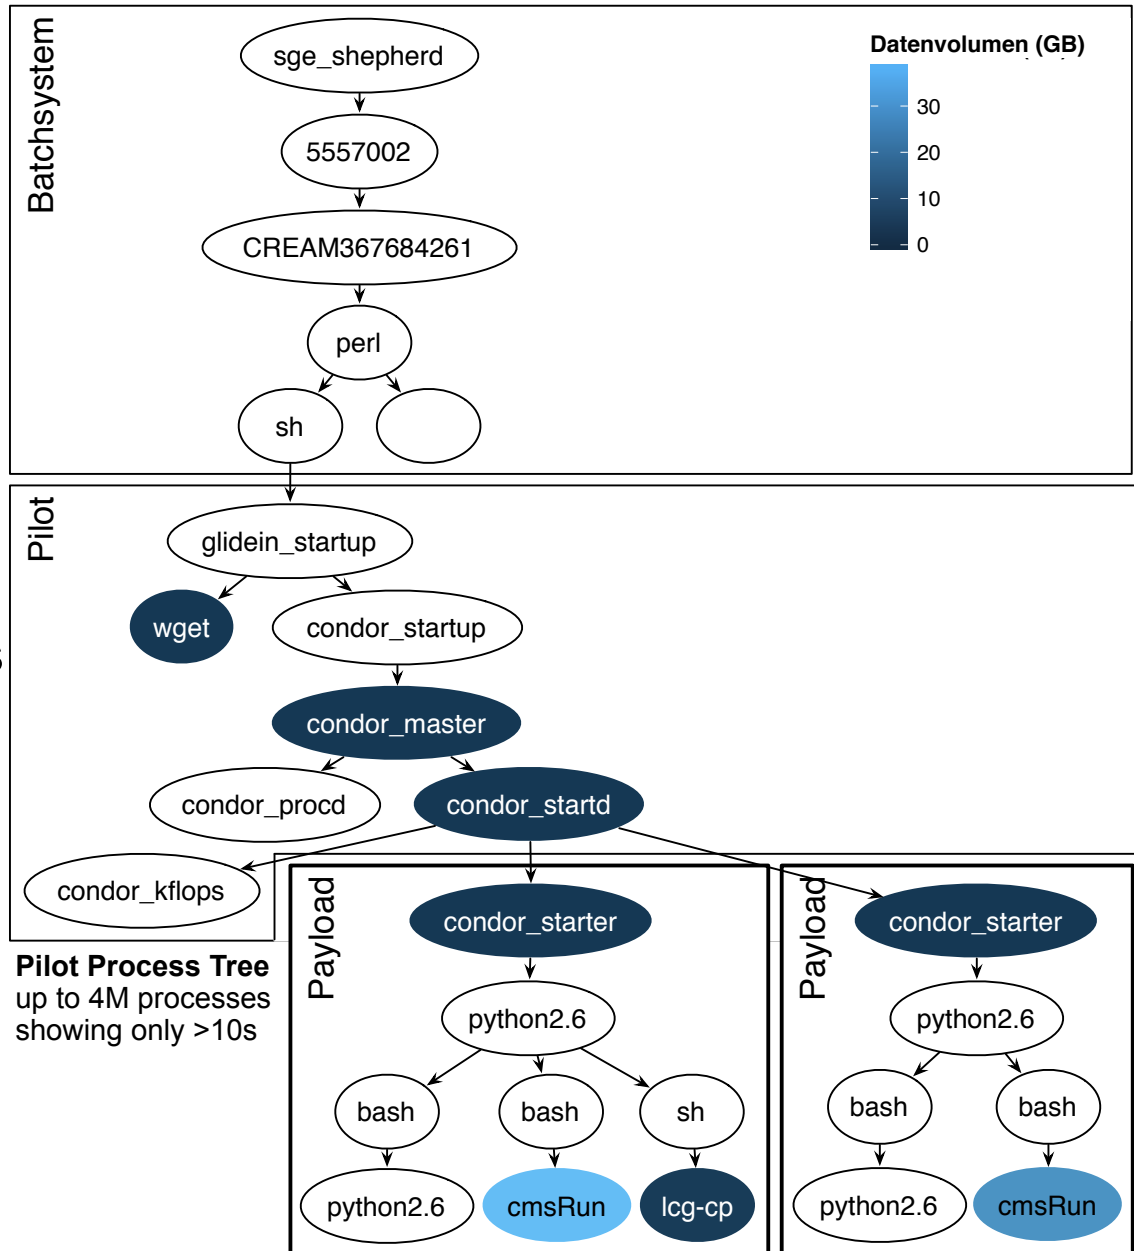 Batchsystem
sge_shepherd
5557002
CREAM367684261
perl
sh
Datenvolumen (GB)
30
20
10
0
Pilot
glidein_startup
wget
condor_startup
condor_master
condor_procd
condor_startd
condor_kflops
Pilot Process Tree
up to 4M processes
showing only >10s
Payload
condor_starter
python2.6
bash
bash
sh
python2.6
cmsRun
lcg-cp
Payload
condor_starter
python2.6
bash
bash
python2.6
cmsRun